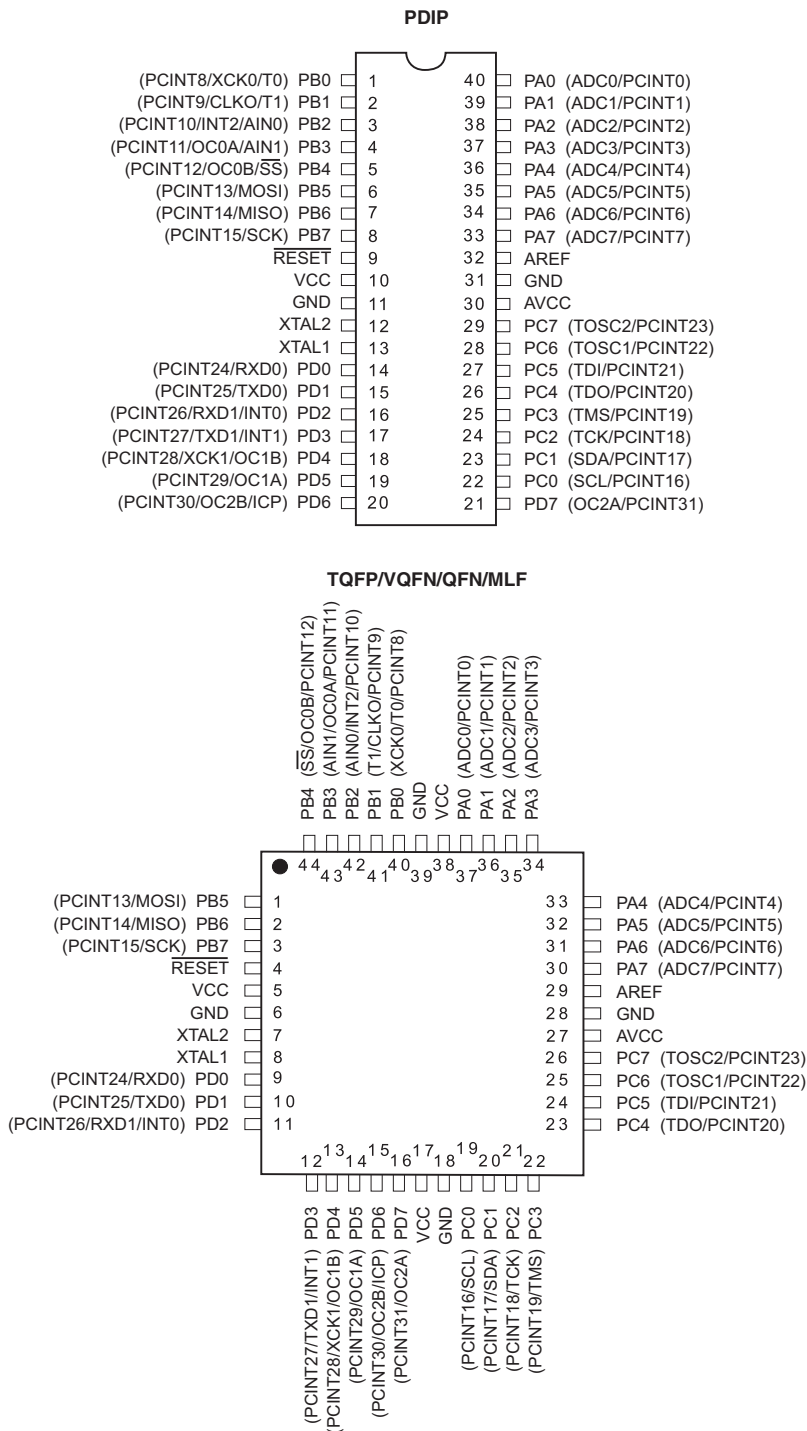 PDIP
(PCINT8/XCK0/T0) PB0 1 40 PA0 (ADC0/PCINT0)
(PCINT9/CLKO/T1) PB1 2 39 PA1 (ADC1/PCINT1)
(PCINT10/INT2/AIN0) PB2 3 38 PA2 (ADC2/PCINT2)
(PCINT11/OC0A/AIN1) PB3 4 37 PA3 (ADC3/PCINT3)
(PCINT12/OC0B/S̅S̅) PB4 5 36 PA4 (ADC4/PCINT4)
(PCINT13/MOSI) PB5 6 35 PA5 (ADC5/PCINT5)
(PCINT14/MISO) PB6 7 34 PA6 (ADC6/PCINT6)
(PCINT15/SCK) PB7 8 33 PA7 (ADC7/PCINT7)
R̅E̅S̅E̅T̅ 9 32 AREF
VCC 10 31 GND
GND 11 30 AVCC
XTAL2 12 29 PC7 (TOSC2/PCINT23)
XTAL1 13 28 PC6 (TOSC1/PCINT22)
(PCINT24/RXD0) PD0 14 27 PC5 (TDI/PCINT21)
(PCINT25/TXD0) PD1 15 26 PC4 (TDO/PCINT20)
(PCINT26/RXD1/INT0) PD2 16 25 PC3 (TMS/PCINT19)
(PCINT27/TXD1/INT1) PD3 17 24 PC2 (TCK/PCINT18)
(PCINT28/XCK1/OC1B) PD4 18 23 PC1 (SDA/PCINT17)
(PCINT29/OC1A) PD5 19 22 PC0 (SCL/PCINT16)
(PCINT30/OC2B/ICP) PD6 20 21 PD7 (OC2A/PCINT31)
TQFP/VQFN/QFN/MLF
PB4 (S̅S̅/OC0B/PCINT12)
PB3 (AIN1/OC0A/PCINT11)
PB2 (AIN0/INT2/PCINT10)
PB1 (T1/CLKO/PCINT9)
PB0 (XCK0/T0/PCINT8)
GND
VCC
PA0 (ADC0/PCINT0)
PA1 (ADC1/PCINT1)
PA2 (ADC2/PCINT2)
PA3 (ADC3/PCINT3)
44 43 42 41 40 39 38 37 36 35 34
(PCINT13/MOSI) PB5 1 33 PA4 (ADC4/PCINT4)
(PCINT14/MISO) PB6 2 32 PA5 (ADC5/PCINT5)
(PCINT15/SCK) PB7 3 31 PA6 (ADC6/PCINT6)
R̅E̅S̅E̅T̅ 4 30 PA7 (ADC7/PCINT7)
VCC 5 29 AREF
GND 6 28 GND
XTAL2 7 27 AVCC
XTAL1 8 26 PC7 (TOSC2/PCINT23)
(PCINT24/RXD0) PD0 9 25 PC6 (TOSC1/PCINT22)
(PCINT25/TXD0) PD1 10 24 PC5 (TDI/PCINT21)
(PCINT26/RXD1/INT0) PD2 11 23 PC4 (TDO/PCINT20)
12 13 14 15 16 17 18 19 20 21 22
(PCINT27/TXD1/INT1) PD3
(PCINT28/XCK1/OC1B) PD4
(PCINT29/OC1A) PD5
(PCINT30/OC2B/ICP) PD6
(PCINT31/OC2A) PD7
VCC
GND
(PCINT16/SCL) PC0
(PCINT17/SDA) PC1
(PCINT18/TCK) PC2
(PCINT19/TMS) PC3